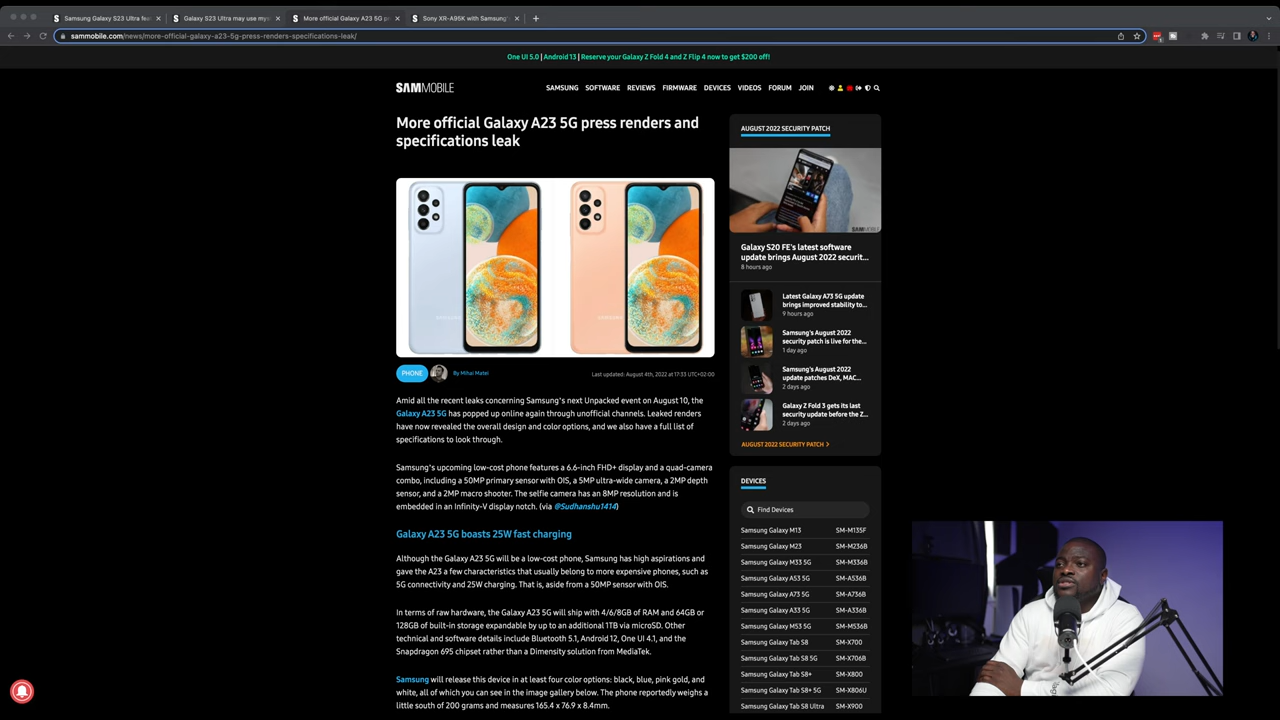 Samsung Galaxy S23 Ultra fea
Galaxy S23 Ultra may use mys
More official Galaxy A23 5G p
Sony XR-A95K with Samsung'
sammobile.com/news/more-official-galaxy-a23-5g-press-renders-specifications-leak/
One UI 5.0 | Android 13 | Reserve your Galaxy Z Fold 4 and Z Flip 4 now to get $200 off!
SAMMOBILE
SAMSUNG SOFTWARE REVIEWS FIRMWARE DEVICES VIDEOS FORUM JOIN
More official Galaxy A23 5G press renders and
specifications leak
PHONE
By Mihai Matei
Last updated: August 4th, 2022 at 17:33 UTC+02:00
Amid all the recent leaks concerning Samsung's next Unpacked event on August 10, the
Galaxy A23 5G has popped up online again through unofficial channels. Leaked renders
have now revealed the overall design and color options, and we also have a full list of
specifications to look through.
Samsung's upcoming low-cost phone features a 6.6-inch FHD+ display and a quad-camera
combo, including a 50MP primary sensor with OIS, a 5MP ultra-wide camera, a 2MP depth
sensor, and a 2MP macro shooter. The selfie camera has an 8MP resolution and is
embedded in an Infinity-V display notch. (via @Sudhanshu1414)
Galaxy A23 5G boasts 25W fast charging
Although the Galaxy A23 5G will be a low-cost phone, Samsung has high aspirations and
gave the A23 a few characteristics that usually belong to more expensive phones, such as
5G connectivity and 25W charging. That is, aside from a 50MP sensor with OIS.
In terms of raw hardware, the Galaxy A23 5G will ship with 4/6/8GB of RAM and 64GB or
128GB of built-in storage expandable by up to an additional 1TB via microSD. Other
technical and software details include Bluetooth 5.1, Android 12, One UI 4.1, and the
Snapdragon 695 chipset rather than a Dimensity solution from MediaTek.
Samsung will release this device in at least four color options: black, blue, pink gold, and
white, all of which you can see in the image gallery below. The phone reportedly weighs a
little south of 200 grams and measures 165.4 x 76.9 x 8.4mm.
AUGUST 2022 SECURITY PATCH
SAMMOBILE
Galaxy S20 FE's latest software
update brings August 2022 securit...
8 hours ago
Latest Galaxy A73 5G update
brings improved stability to...
9 hours ago
Samsung's August 2022
security patch is live for the...
1 day ago
Samsung's August 2022
update patches DeX, MAC...
2 days ago
Galaxy Z Fold 3 gets its last
security update before the Z...
2 days ago
AUGUST 2022 SECURITY PATCH >
DEVICES
Find Devices
Samsung Galaxy M13 SM-M135F
Samsung Galaxy M23 SM-M236B
Samsung Galaxy M33 5G SM-M336B
Samsung Galaxy A53 5G SM-A536B
Samsung Galaxy A73 5G SM-A736B
Samsung Galaxy A33 5G SM-A336B
Samsung Galaxy M53 5G SM-M536B
Samsung Galaxy Tab S8 SM-X700
Samsung Galaxy Tab S8 5G SM-X706B
Samsung Galaxy Tab S8+ SM-X800
Samsung Galaxy Tab S8+ 5G SM-X806U
Samsung Galaxy Tab S8 Ultra SM-X900